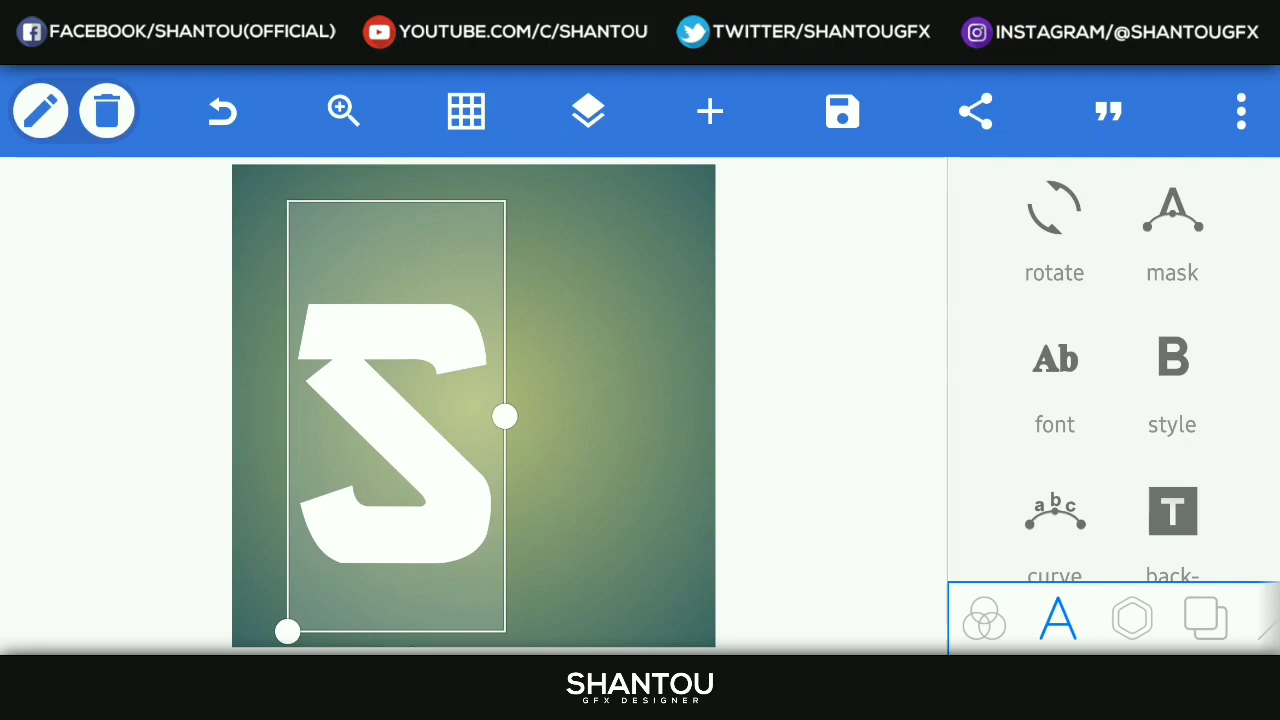 FACEBOOK/SHANTOU(OFFICIAL) YOUTUBE.COM/C/SHANTOU TWITTER/SHANTOUGFX INSTAGRAM/@SHANTOUGFX
S
rotate mask
Ab B
font style
a b c T
curve back-
A
SHANTOU
GFX DESIGNER